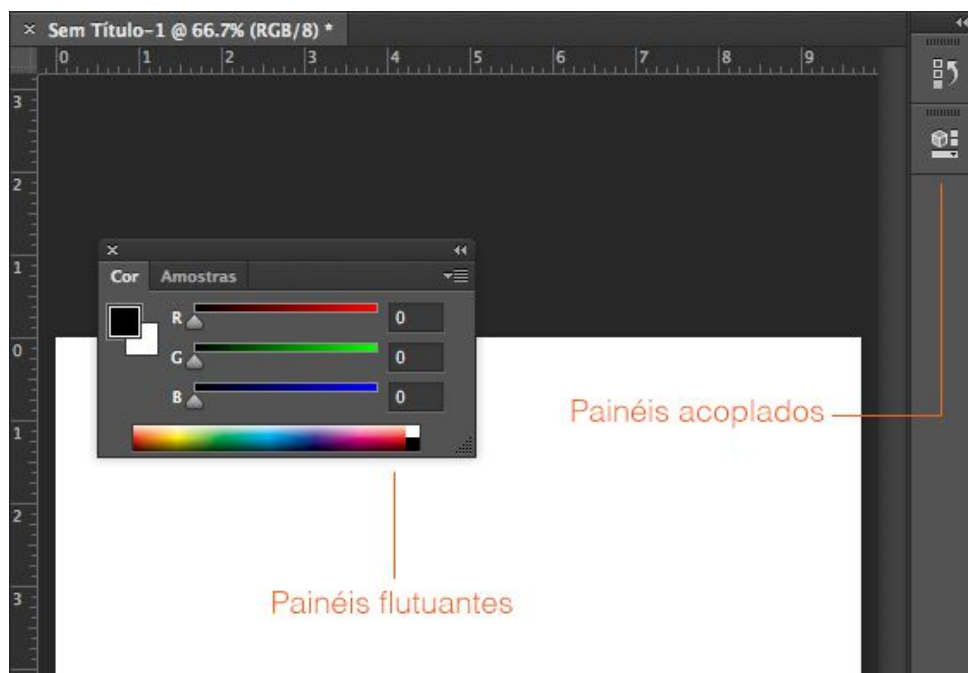 × Sem Título-1 @ 66.7% (RGB/8) *
0 1 2 3 4 5 6 7 8 9
3
2
1
0
1
2
3
Cor Amostras
R 0
G 0
B 0
Painéis acoplados
Painéis flutuantes